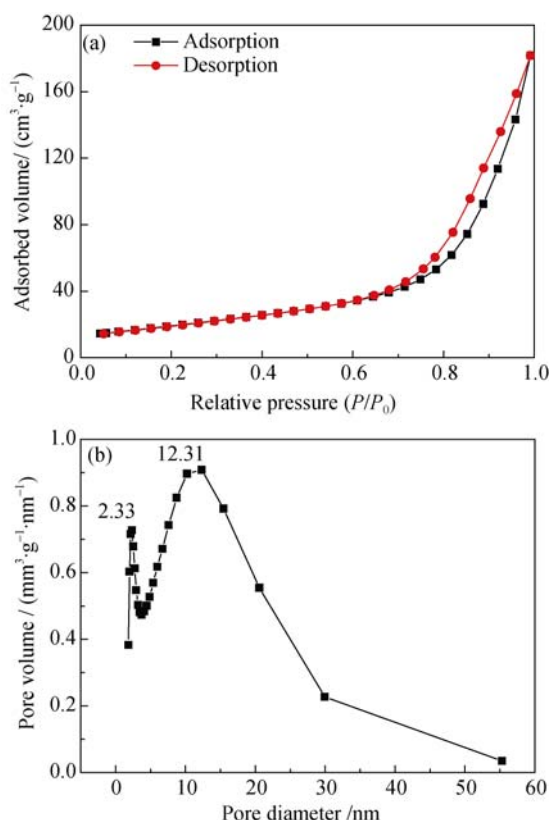 (a)
Adsorption
Desorption
200
160
120
80
40
0
Adsorbed volume/ (cm³·g⁻¹)
0.0 0.2 0.4 0.6 0.8 1.0
Relative pressure (P/P₀)
(b)
12.31
2.33
1.0
0.8
0.6
0.4
0.2
0.0
Pore volume / (mm³·g⁻¹·nm⁻¹)
0 10 20 30 40 50 60
Pore diameter /nm